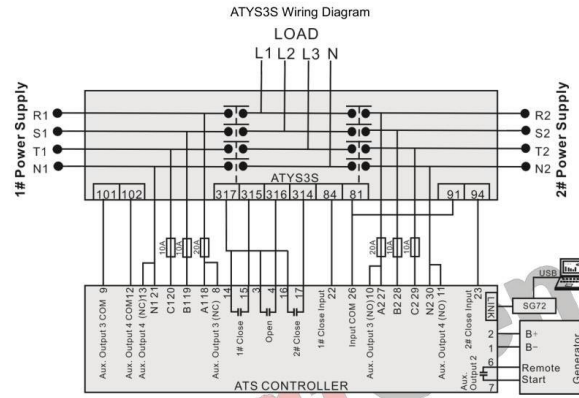 ATYS3S Wiring Diagram
LOAD
L1 L2 L3 N
1# Power Supply
R1
S1
T1
N1
R2
S2
T2
N2
2# Power Supply
ATYS3S
101 102
317 315 316 314 84 81
91 94
10A
10A
20A
20A
10A
10A
9
Aux. Output 3 COM
12
Aux. Output 4 COM
13
Aux. Output 4 (NC)
N1 21
C1 20
B1 19
A1 18
8
Aux. Output 3 (NC)
14
15
1# Close
3
4
Open
16
17
2# Close
22
1# Close Input
26
Input COM
10
Aux. Output 3 (NO)
A2 27
B2 28
C2 29
N2 30
11
Aux. Output 4 (NO)
23
2# Close Input
LINK
USB
SG72
2 B+
1 B-
6
Remote
Start
7
Aux.
Output 2
Generator
ATS CONTROLLER